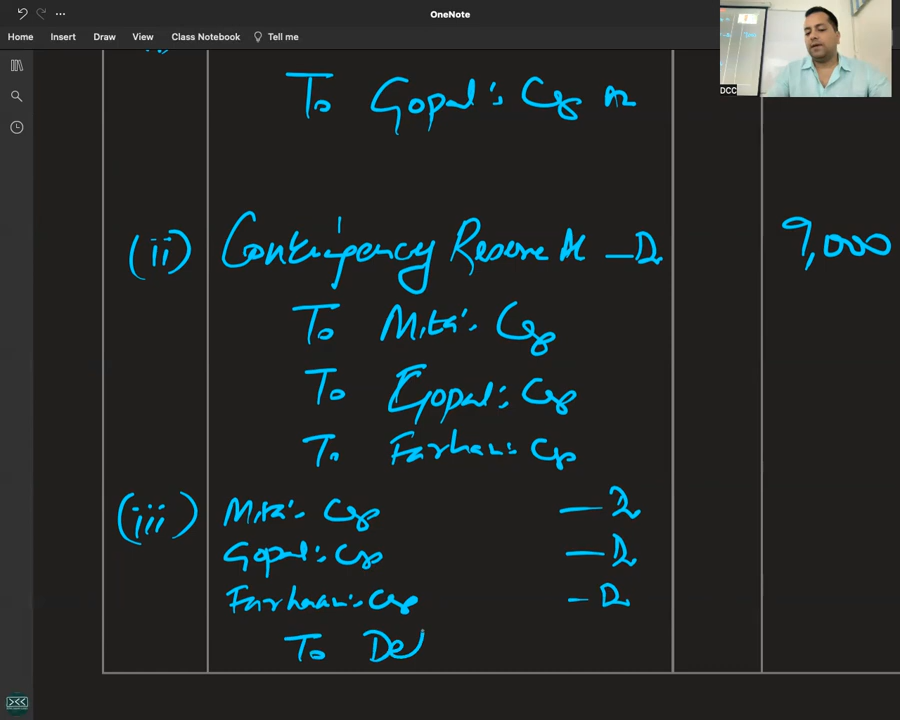 OneNote
Home Insert Draw View Class Notebook Tell me
DCC
To Gopal's Cap A/c
(ii) Contingency Reserve A/c — Dr 9,000
To Mita's Cap
To Gopal's Cap
To Farhan's Cap
(iii) Mita's Cap — Dr
Gopal's Cap — Dr
Farhan's Cap — Dr
To De